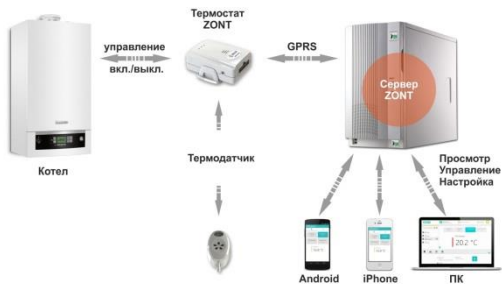 Термостат
ZONT
управление
вкл./выкл.
GPRS
Сервер
ZONT
Котел
Термодатчик
Просмотр
Управление
Настройка
20.2 °C
Android
iPhone
ПК